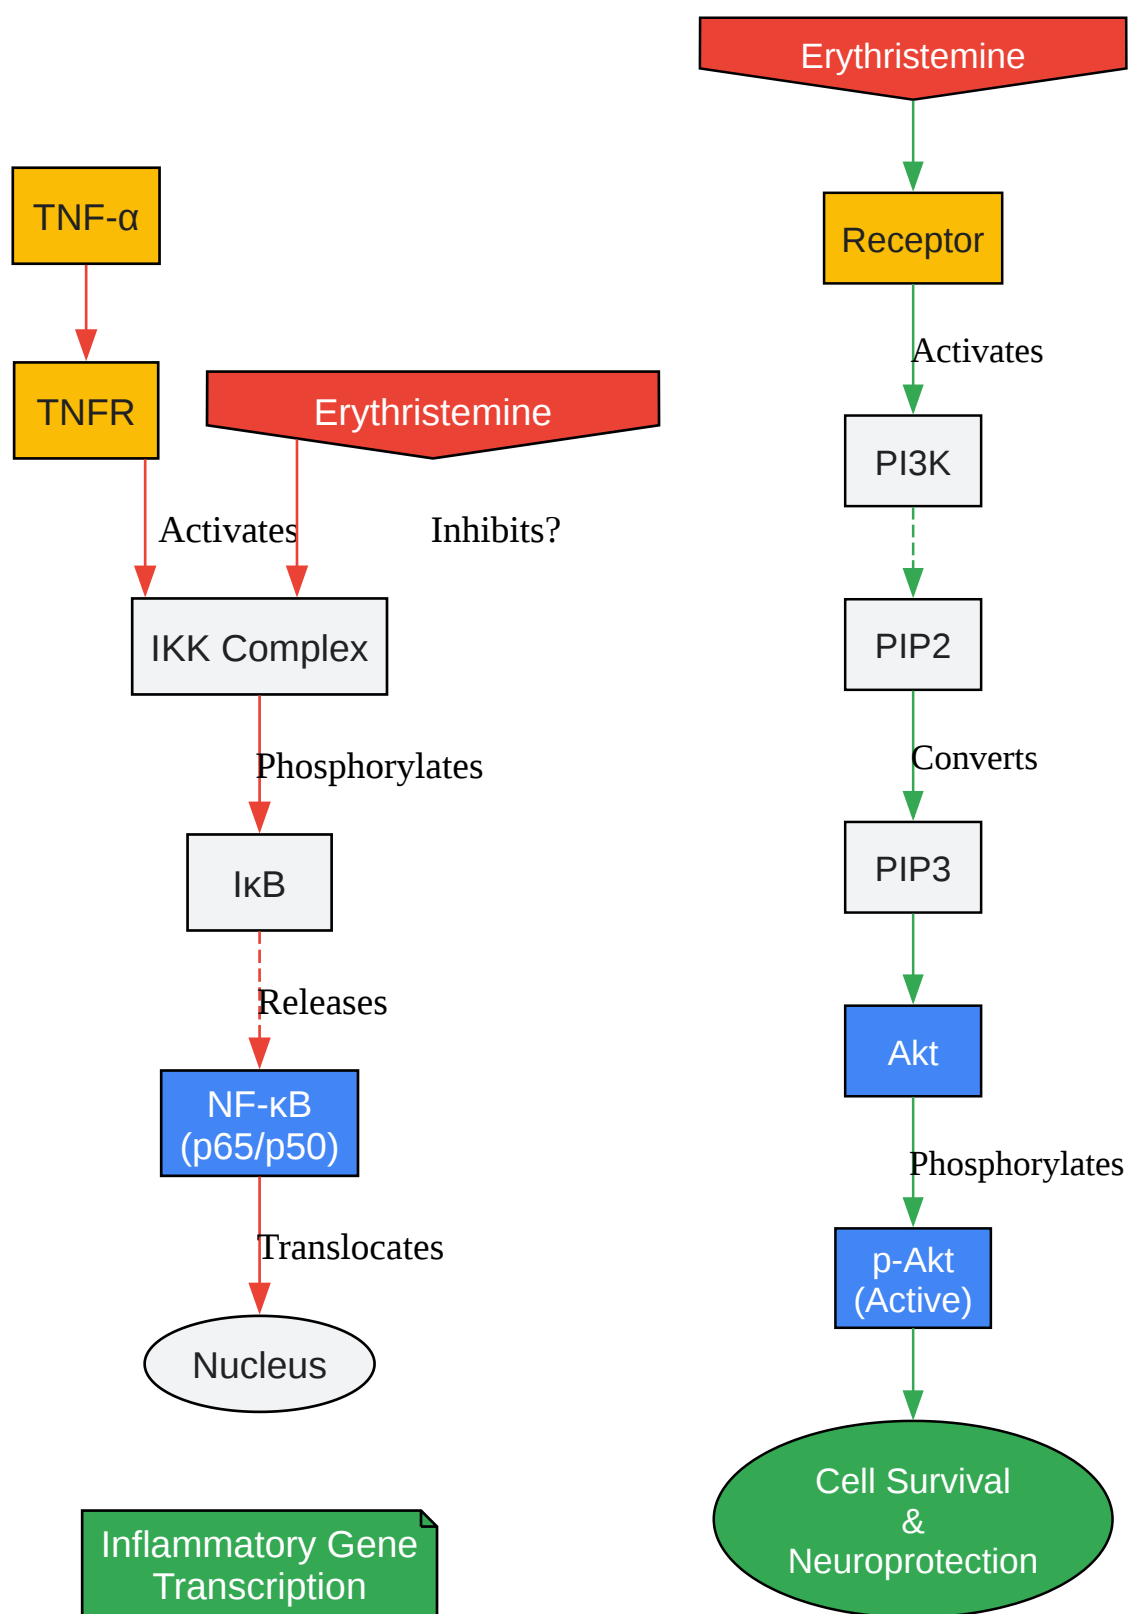 TNF-α
TNFR
Erythristemine
Activates
Inhibits?
IKK Complex
Phosphorylates
IκB
Releases
NF-κB
(p65/p50)
Translocates
Nucleus
Inflammatory Gene
Transcription
Erythristemine
Receptor
Activates
PI3K
PIP2
Converts
PIP3
Akt
Phosphorylates
p-Akt
(Active)
Cell Survival
&
Neuroprotection